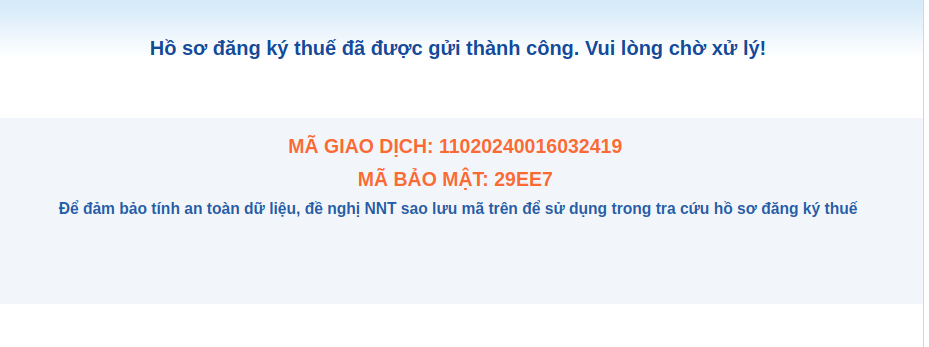 Hồ sơ đăng ký thuế đã được gửi thành công. Vui lòng chờ xử lý!
MÃ GIAO DỊCH: 11020240016032419
MÃ BẢO MẬT: 29EE7
Để đảm bảo tính an toàn dữ liệu, đề nghị NNT sao lưu mã trên để sử dụng trong tra cứu hồ sơ đăng ký thuế